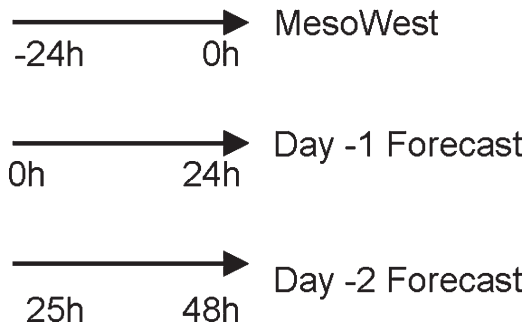 MesoWest
-24h 0h
Day -1 Forecast
0h 24h
Day -2 Forecast
25h 48h